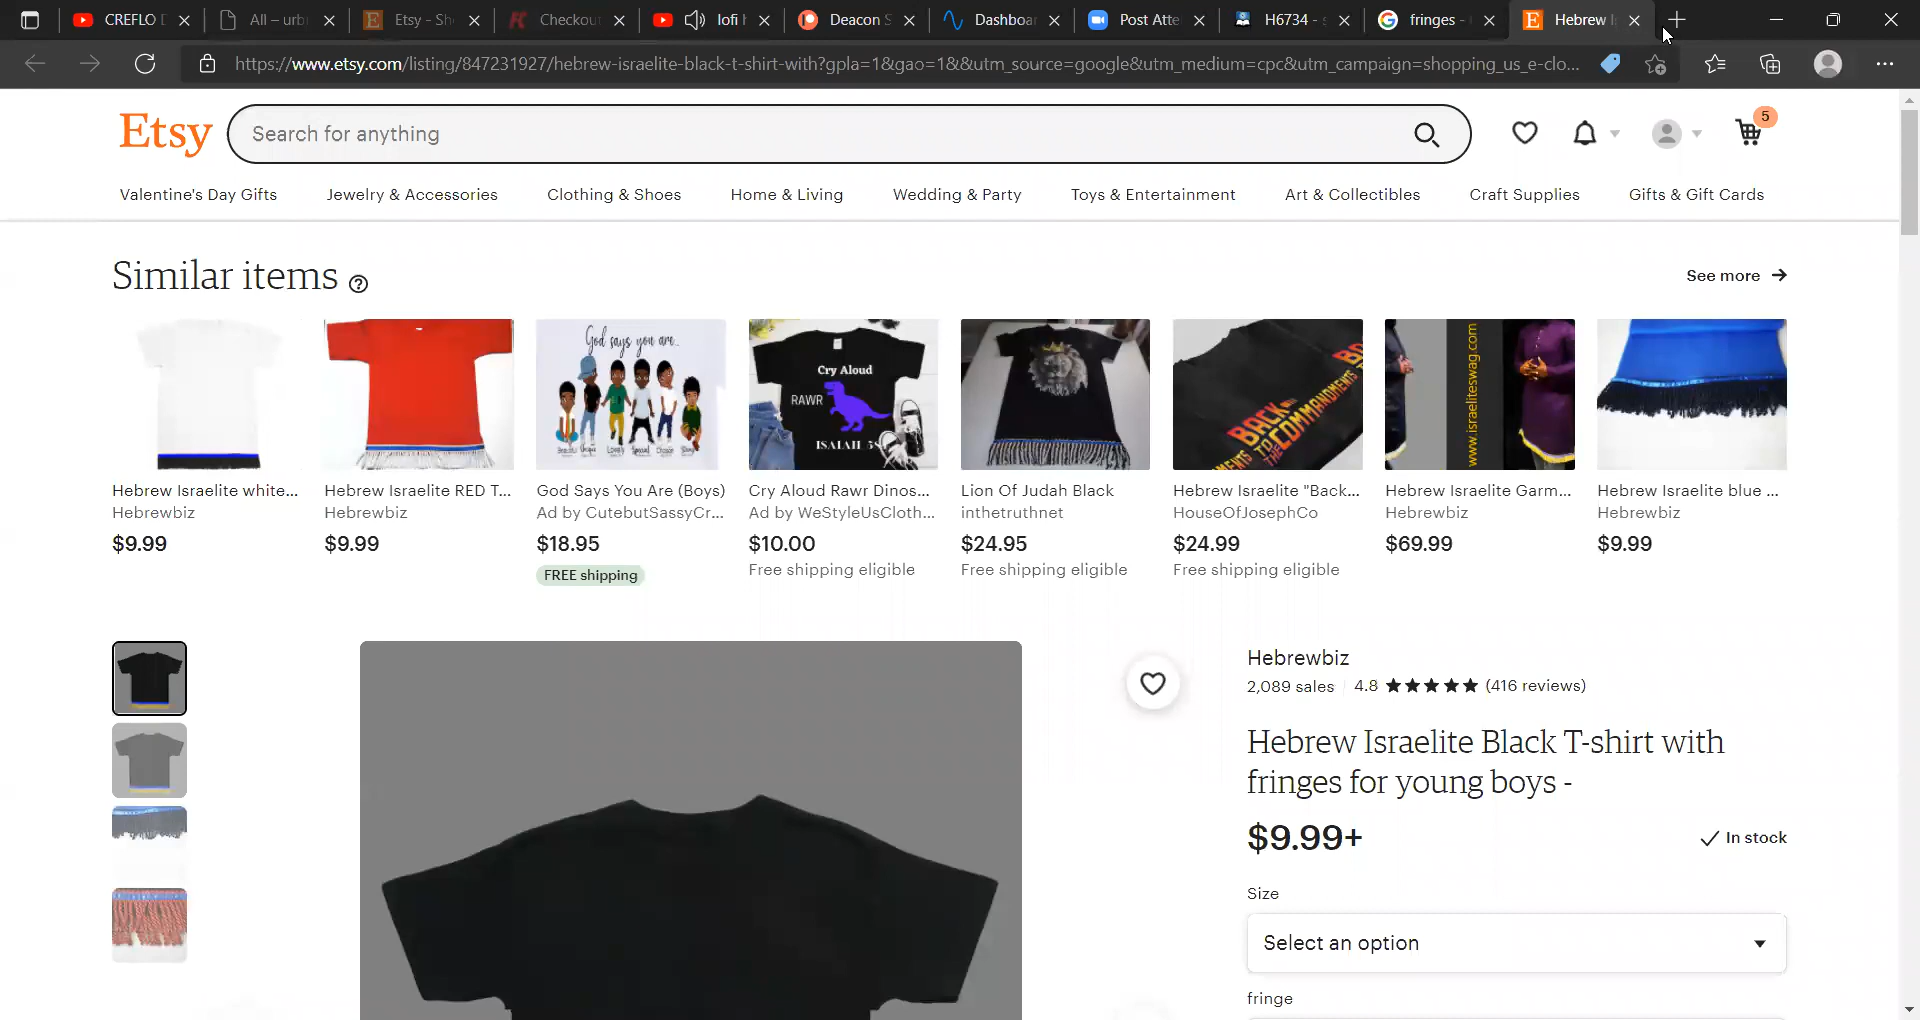 CREFLO D
All – urb
Etsy - Sh
Checkout
lofi h
Deacon S
Dashboar
Post Atte
H6734 - s
fringes -
Hebrew I
https://www.etsy.com/listing/847231927/hebrew-israelite-black-t-shirt-with?gpla=1&gao=1&&utm_source=google&utm_medium=cpc&utm_campaign=shopping_us_e-clo...
Etsy
Search for anything
5
Valentine's Day Gifts
Jewelry & Accessories
Clothing & Shoes
Home & Living
Wedding & Party
Toys & Entertainment
Art & Collectibles
Craft Supplies
Gifts & Gift Cards
Similar items ?
See more →
God says you are..
Cry Aloud
RAWR
ISAIAH 5
BACK
TO THE COMMANDMENTS
www.israeliteswag.com
Hebrew Israelite white...
Hebrewbiz
$9.99
Hebrew Israelite RED T...
Hebrewbiz
$9.99
God Says You Are (Boys)
Ad by CutebutSassyCr...
$18.95
FREE shipping
Cry Aloud Rawr Dinos...
Ad by WeStyleUsCloth...
$10.00
Free shipping eligible
Lion Of Judah Black
inthetruthnet
$24.95
Free shipping eligible
Hebrew Israelite "Back...
HouseOfJosephCo
$24.99
Free shipping eligible
Hebrew Israelite Garm...
Hebrewbiz
$69.99
Hebrew Israelite blue ...
Hebrewbiz
$9.99
Hebrewbiz
2,089 sales 4.8 ★★★★★ (416 reviews)
Hebrew Israelite Black T-shirt with
fringes for young boys -
$9.99+
In stock
Size
Select an option
fringe